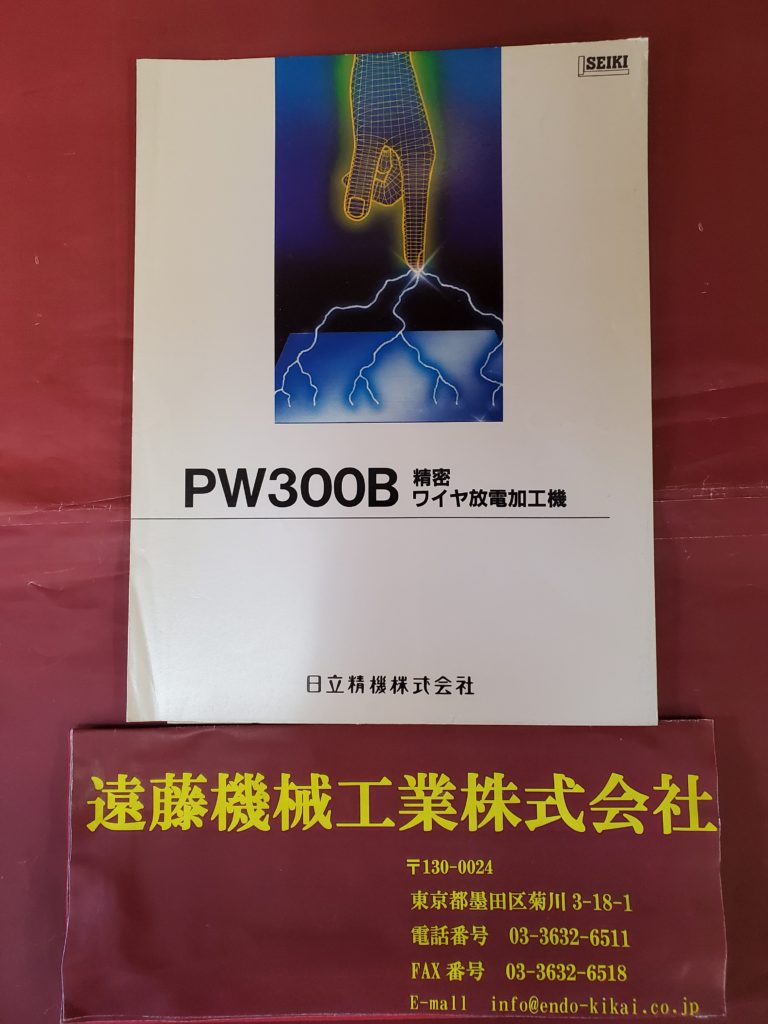 SEIKI
PW300B 精密
ワイヤ放電加工機
日立精機株式会社
遠藤機械工業株式会社
〒130-0024
東京都墨田区菊川 3-18-1
電話番号 03-3632-6511
FAX 番号 03-3632-6518
E-mall info@endo-kikai.co.jp